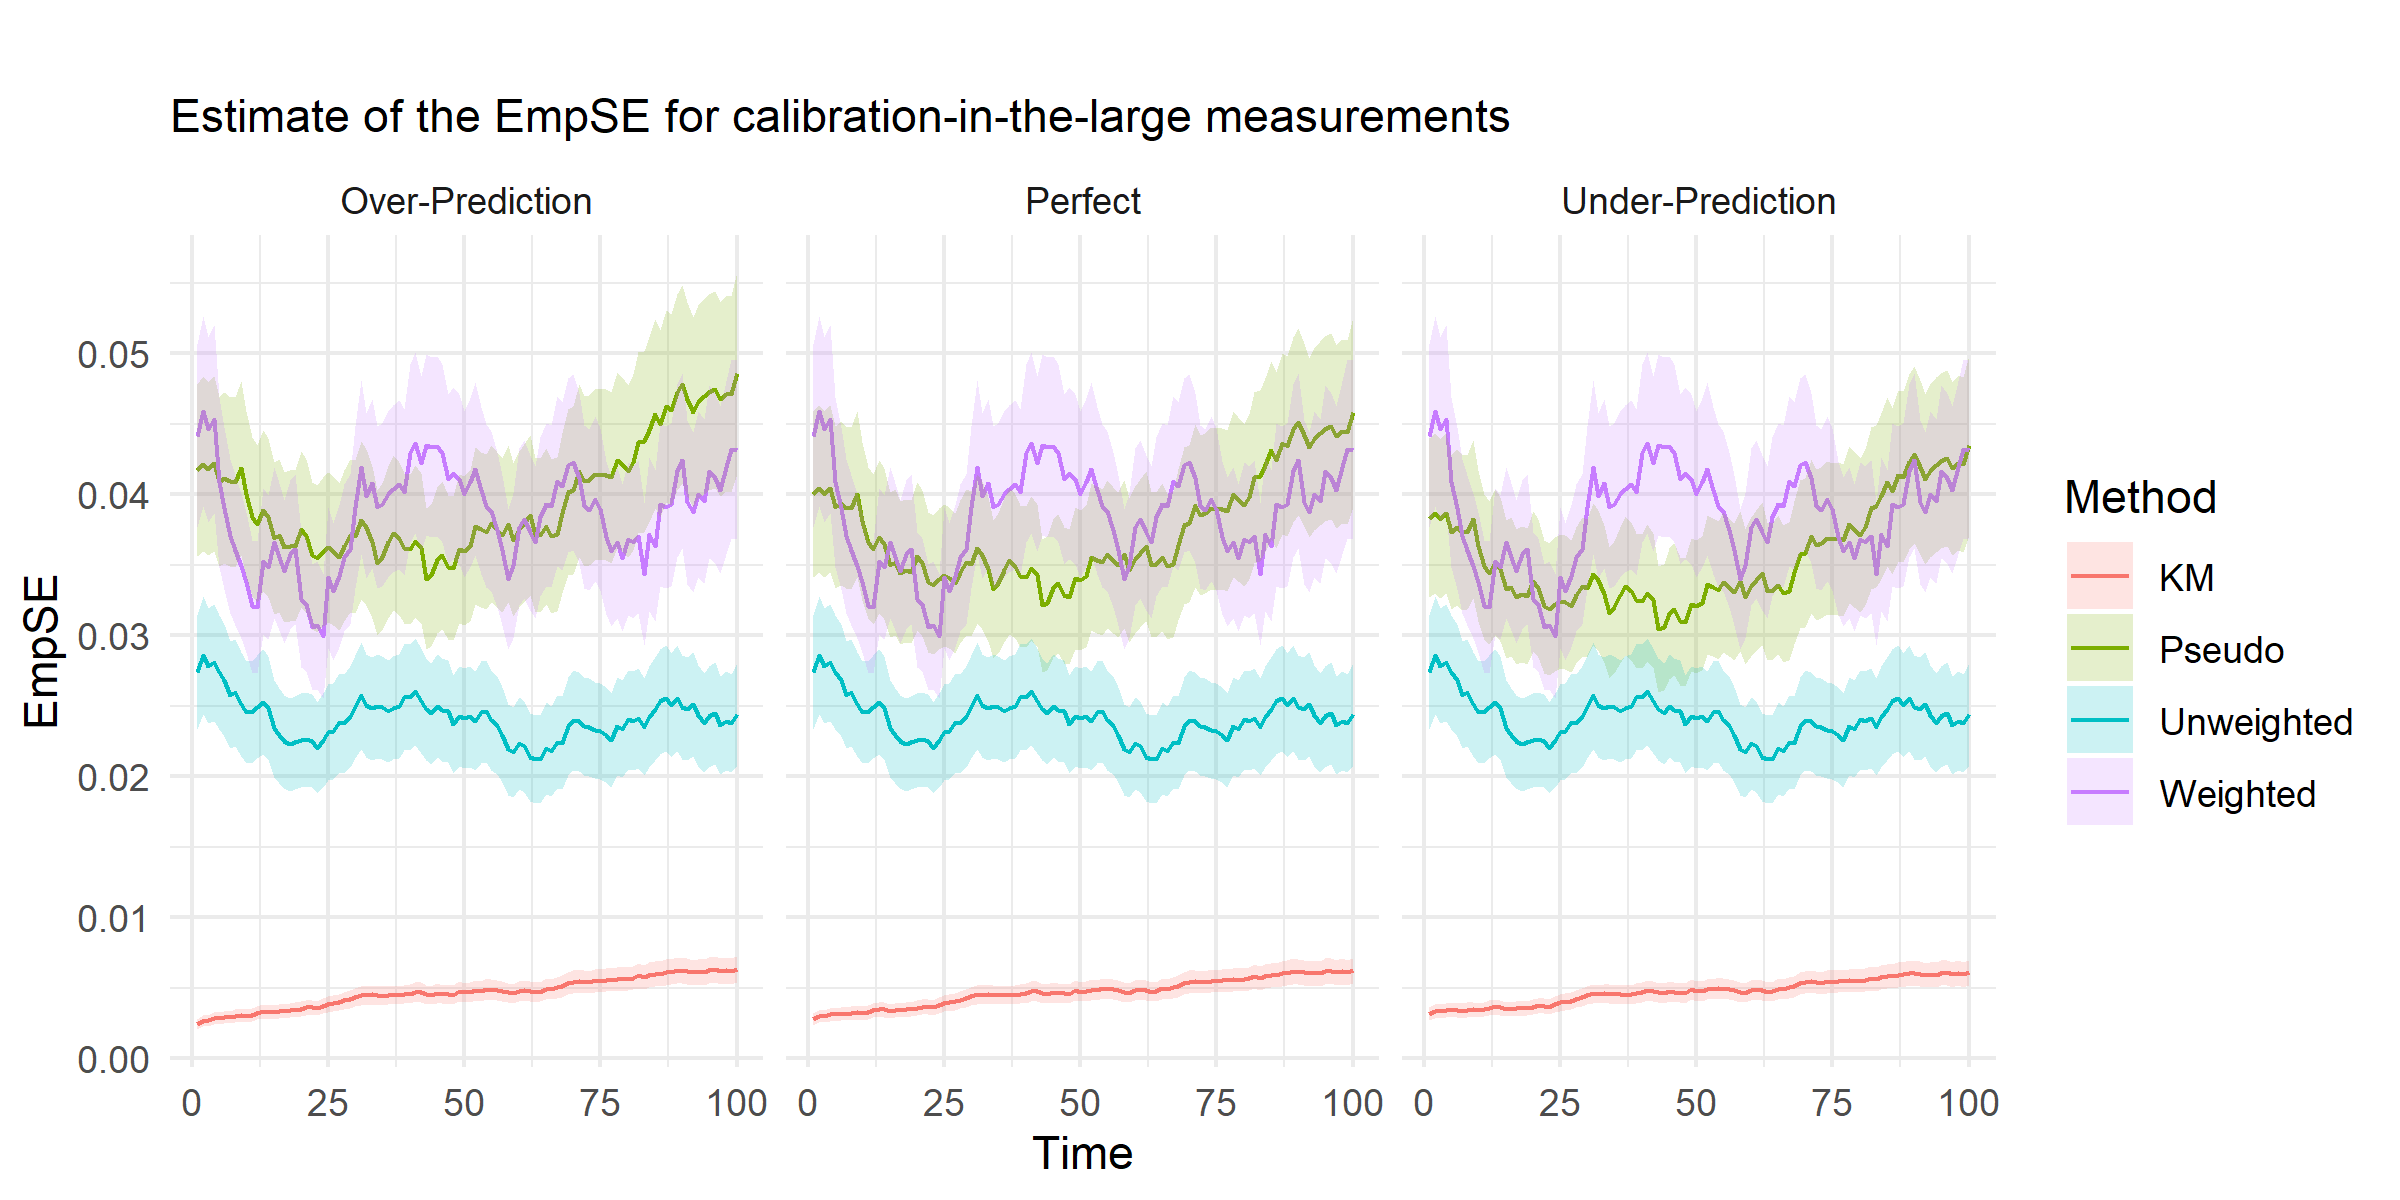 Estimate of the EmpSE for calibration-in-the-large measurements
Over-Prediction Perfect Under-Prediction
0.05
0.04
0.03
0.02
0.01
0.00
EmpSE
0 25 50 75 100 0 25 50 75 100 0 25 50 75 100
Time
Method
KM
Pseudo
Unweighted
Weighted